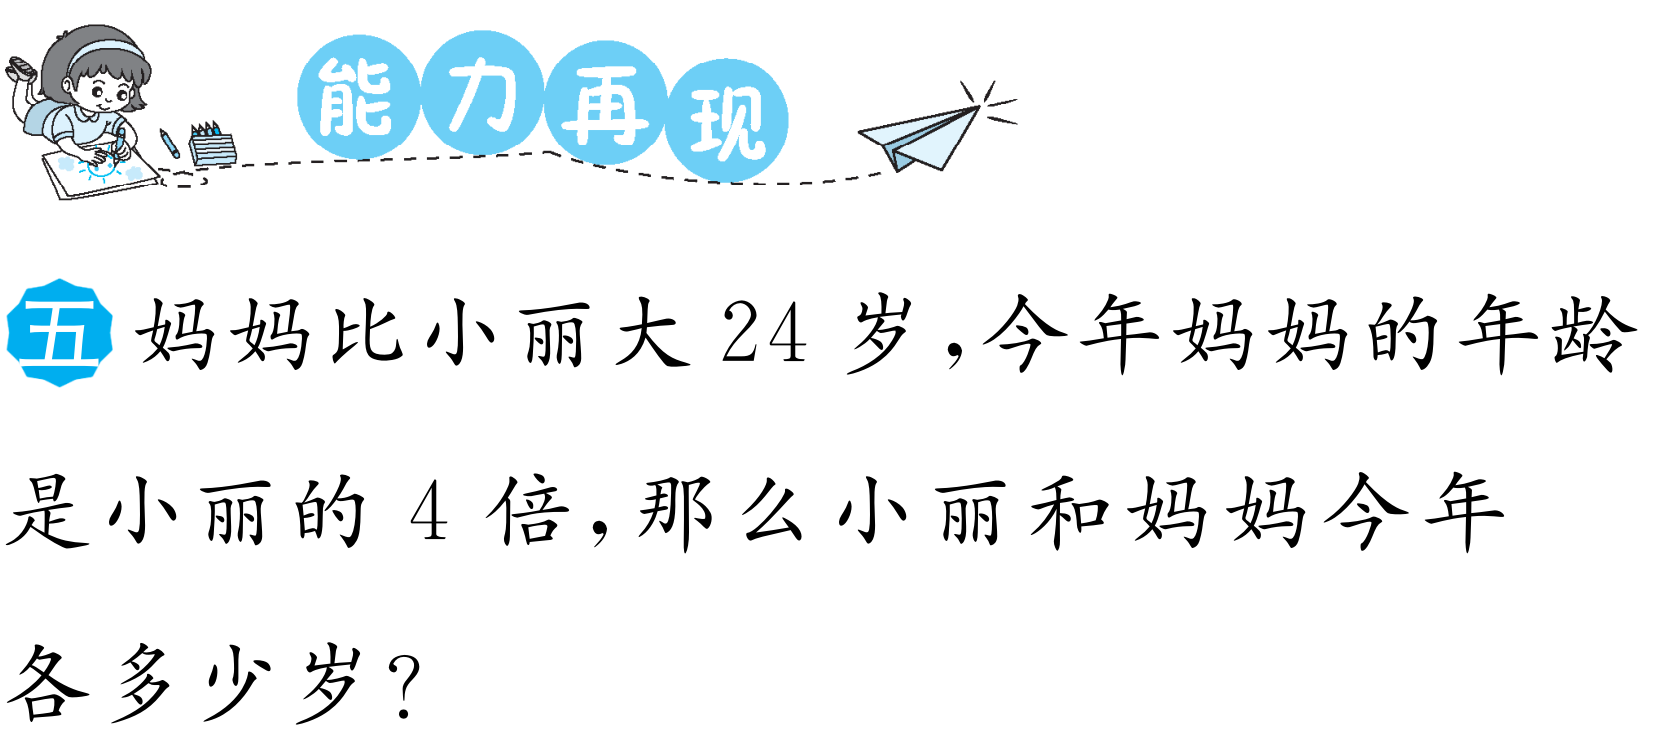 能力再现
五 妈妈比小丽大 24 岁,今年妈妈的年龄
是小丽的 4 倍,那么小丽和妈妈今年
各多少岁?